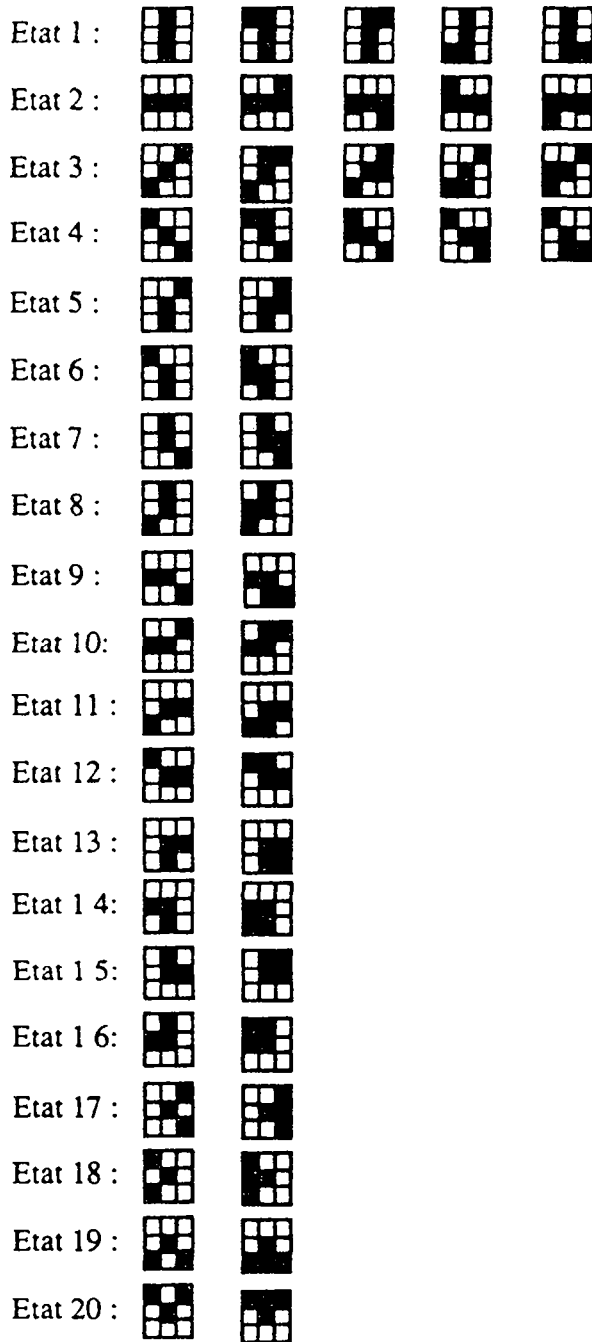 Etat 1 :
Etat 2 :
Etat 3 :
Etat 4 :
Etat 5 :
Etat 6 :
Etat 7 :
Etat 8 :
Etat 9 :
Etat 10:
Etat 11 :
Etat 12 :
Etat 13 :
Etat 1 4:
Etat 1 5:
Etat 1 6:
Etat 17 :
Etat 18 :
Etat 19 :
Etat 20 :